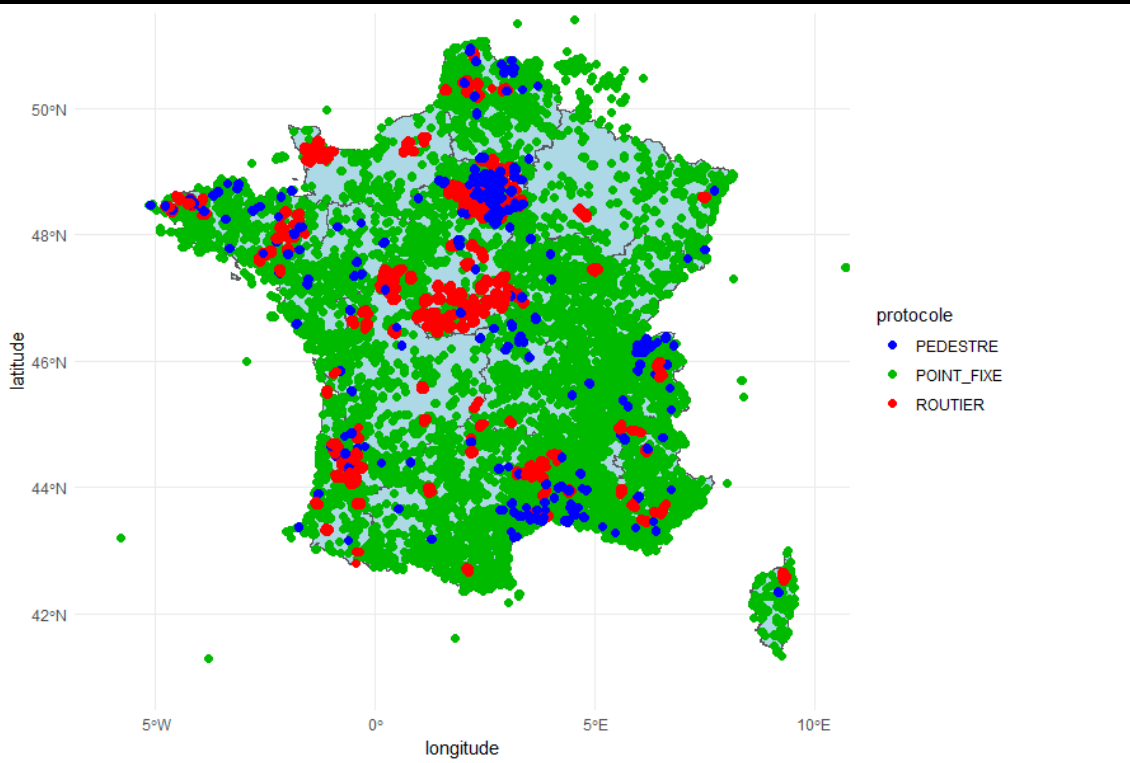 latitude
50°N
48°N
46°N
44°N
42°N
5°W
0°
5°E
10°E
longitude
protocole
PEDESTRE
POINT_FIXE
ROUTIER